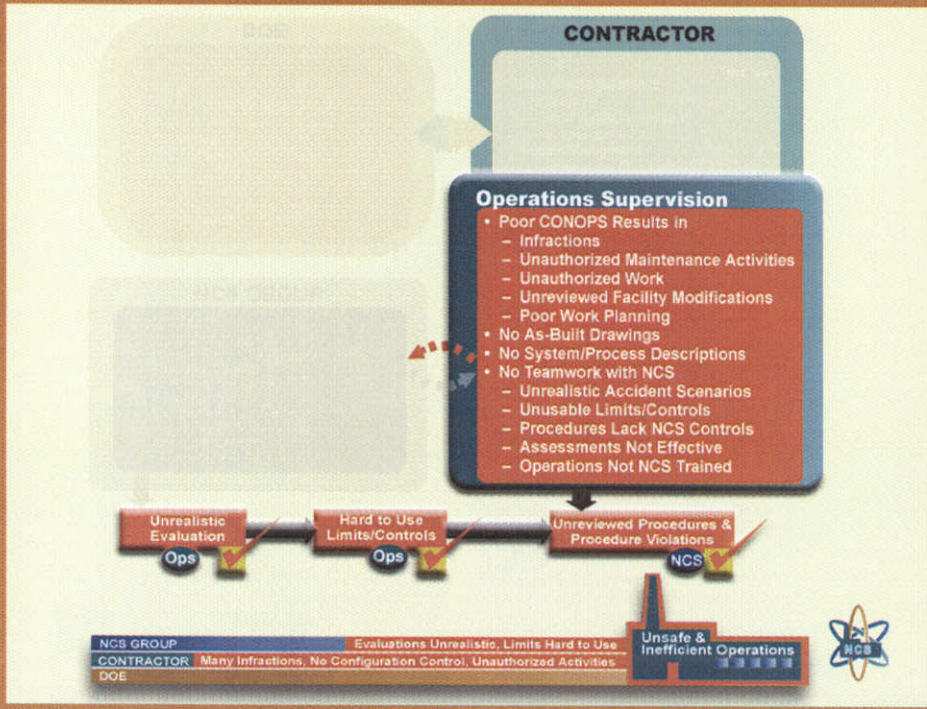 DOE
CONTRACTOR
Operations Supervision
• Poor CONOPS Results in
– Infractions
– Unauthorized Maintenance Activities
– Unauthorized Work
– Unreviewed Facility Modifications
– Poor Work Planning
• No As-Built Drawings
• No System/Process Descriptions
• No Teamwork with NCS
– Unrealistic Accident Scenarios
– Unusable Limits/Controls
– Procedures Lack NCS Controls
– Assessments Not Effective
– Operations Not NCS Trained
NCS GROUP
Unrealistic
Evaluation
Ops
Hard to Use
Limits/Controls
Ops
Unreviewed Procedures &
Procedure Violations
NCS
NCS GROUP
Evaluations Unrealistic, Limits Hard to Use
CONTRACTOR
Many Infractions, No Configuration Control, Unauthorized Activities
DOE
Unsafe &
Inefficient Operations
NCS